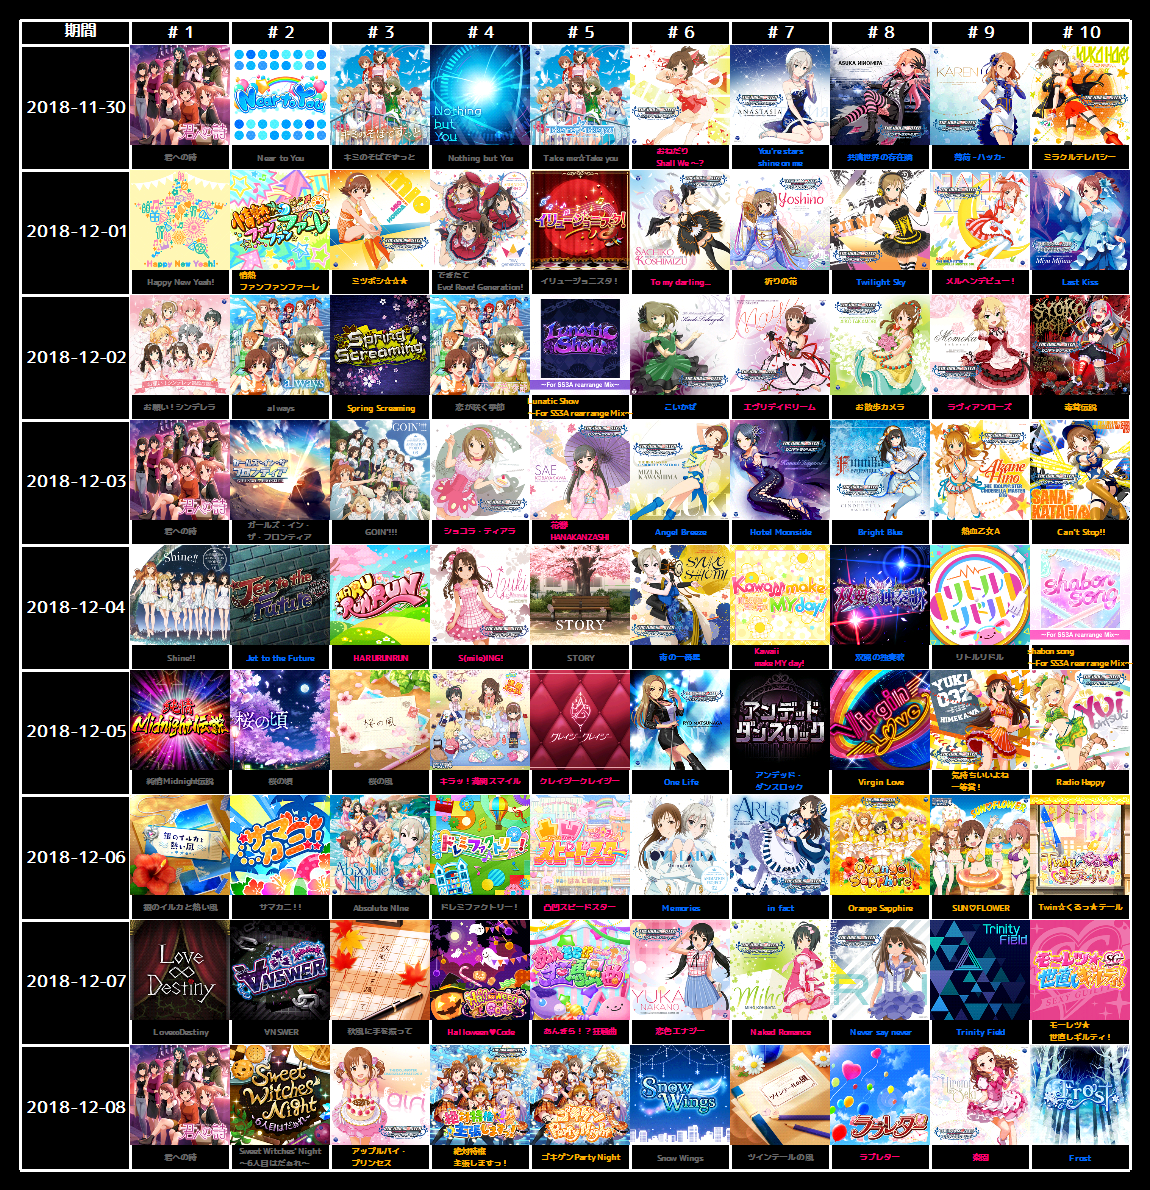 期間 # 1 # 2 # 3 # 4 # 5 # 6 # 7 # 8 # 9 # 10
2018-11-30
君への詩
Near to You
キミのそばでずっと
Nothing but You
Take me☆Take you
おねだり
Shall We ～?
You're stars
shine on me
共鳴世界の存在論
薄荷 -ハッカ-
ミラクルテレパシー
2018-12-01
Happy New Yeah!
情熱
ファンファンファーレ
ミツボシ☆☆★
できたて
Evo! Revo! Generation!
イリュージョニスタ!
To my darling...
祈りの花
Twilight Sky
メルヘンデビュー!
Last Kiss
2018-12-02
お願い!シンデレラ
always
Spring Screaming
恋が咲く季節
Lunatic Show
～For SS3A rearrange Mix～
こいかぜ
エヴリデイドリーム
お散歩カメラ
ラヴィアンローズ
毒茸伝説
2018-12-03
君への詩
ガールズ・イン・
ザ・フロンティア
GOIN'!!!
ショコラ・ティアラ
花簪
HANAKANZASHI
Angel Breeze
Hotel Moonside
Bright Blue
熱血乙女A
Can't Stop!!
2018-12-04
Shine!!
Jet to the Future
HARURUNRUN
S(mile)ING!
STORY
青の一番星
Kawaii
make MY day!
双翼の独奏歌
リトルリドル
shabon song
～For SS3A rearrange Mix～
2018-12-05
純情Midnight伝説
桜の頃
桜の風
キラッ!満開スマイル
クレイジークレイジー
One Life
アンデッド・
ダンスロック
Virgin Love
気持ちいいよね
一等賞!
Radio Happy
2018-12-06
銀のイルカと熱い風
サマカニ!!
Absolute NIne
ドレミファクトリー!
凸凹スピードスター
Memories
in fact
Orange Sapphire
SUN♡FLOWER
Twin☆くるっ★テール
2018-12-07
Love∞Destiny
∀NSWER
秋風に手を振って
Halloween♥Code
あんきら!?狂騒曲
恋色エナジー
Naked Romance
Never say never
Trinity Field
モーレツ★
世直しギルティ!
2018-12-08
君への詩
Sweet Witches' Night
～6人目はだぁれ～
アップルパイ・
プリンセス
絶対特権
主張しますっ!
ゴキゲンParty Night
Snow Wings
ツインテールの風
ラブレター
楽園
Frost